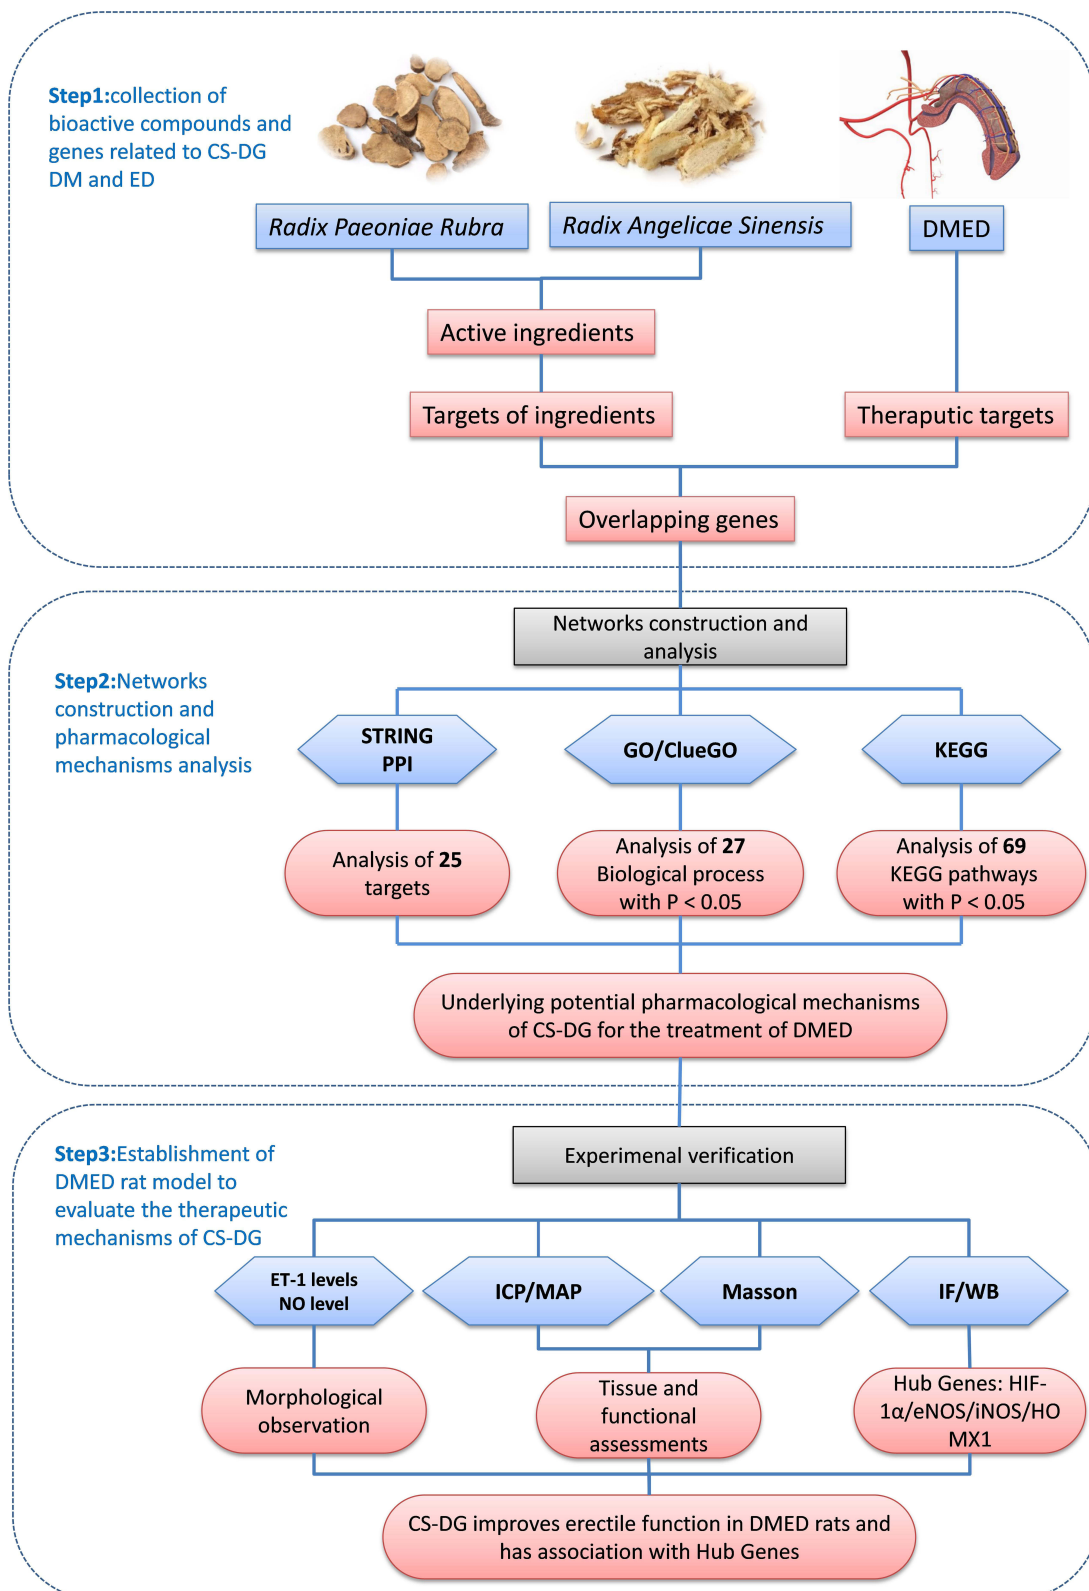 Step1:collection of
bioactive compounds and
genes related to CS-DG
DM and ED
Radix Paeoniae Rubra
Radix Angelicae Sinensis
DMED
Active ingredients
Targets of ingredients
Theraputic targets
Overlapping genes
Networks construction and
analysis
Step2:Networks
construction and
pharmacological
mechanisms analysis
STRING
PPI
GO/ClueGO
KEGG
Analysis of 25
targets
Analysis of 27
Biological process
with P < 0.05
Analysis of 69
KEGG pathways
with P < 0.05
Underlying potential pharmacological mechanisms
of CS-DG for the treatment of DMED
Step3:Establishment of
DMED rat model to
evaluate the therapeutic
mechanisms of CS-DG
Experimenal verification
ET-1 levels
NO level
ICP/MAP
Masson
IF/WB
Morphological
observation
Tissue and
functional
assessments
Hub Genes: HIF-
1α/eNOS/iNOS/HO
MX1
CS-DG improves erectile function in DMED rats and
has association with Hub Genes